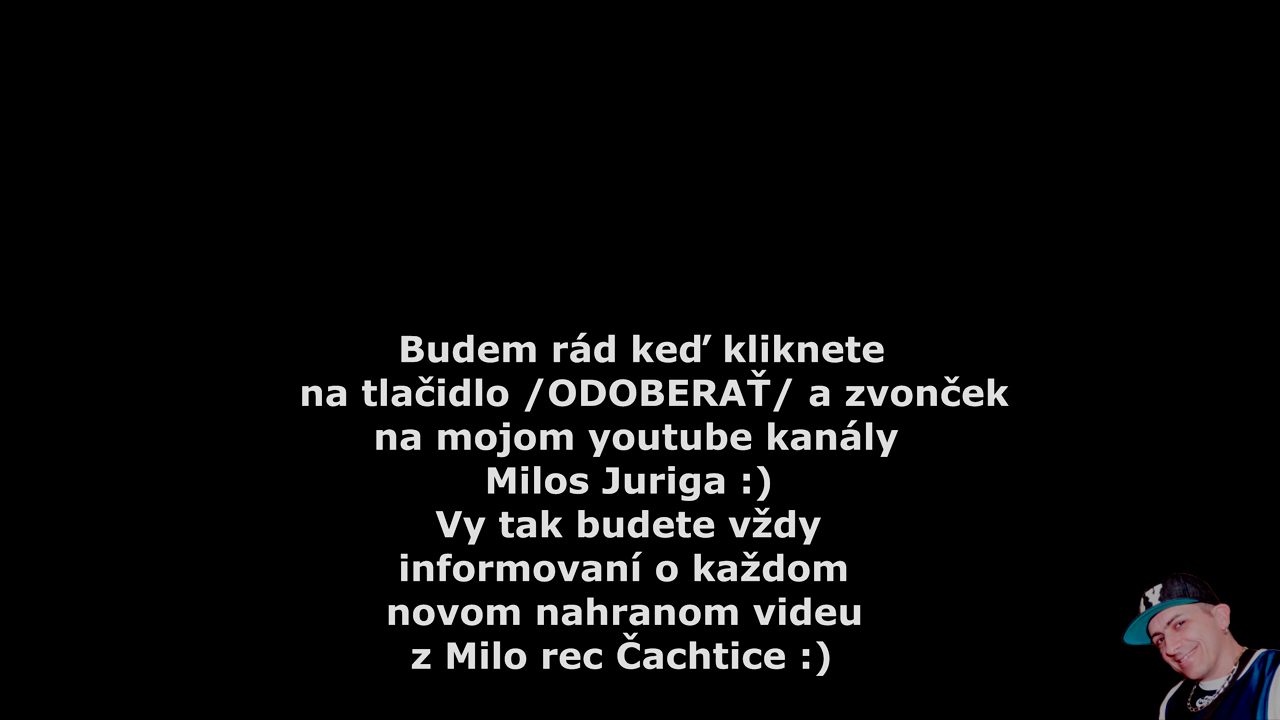 Budem rád keď kliknete
na tlačidlo /ODOBERAŤ/ a zvonček
na mojom youtube kanály
Milos Juriga :)
Vy tak budete vždy
informovaní o každom
novom nahranom videu
z Milo rec Čachtice :)